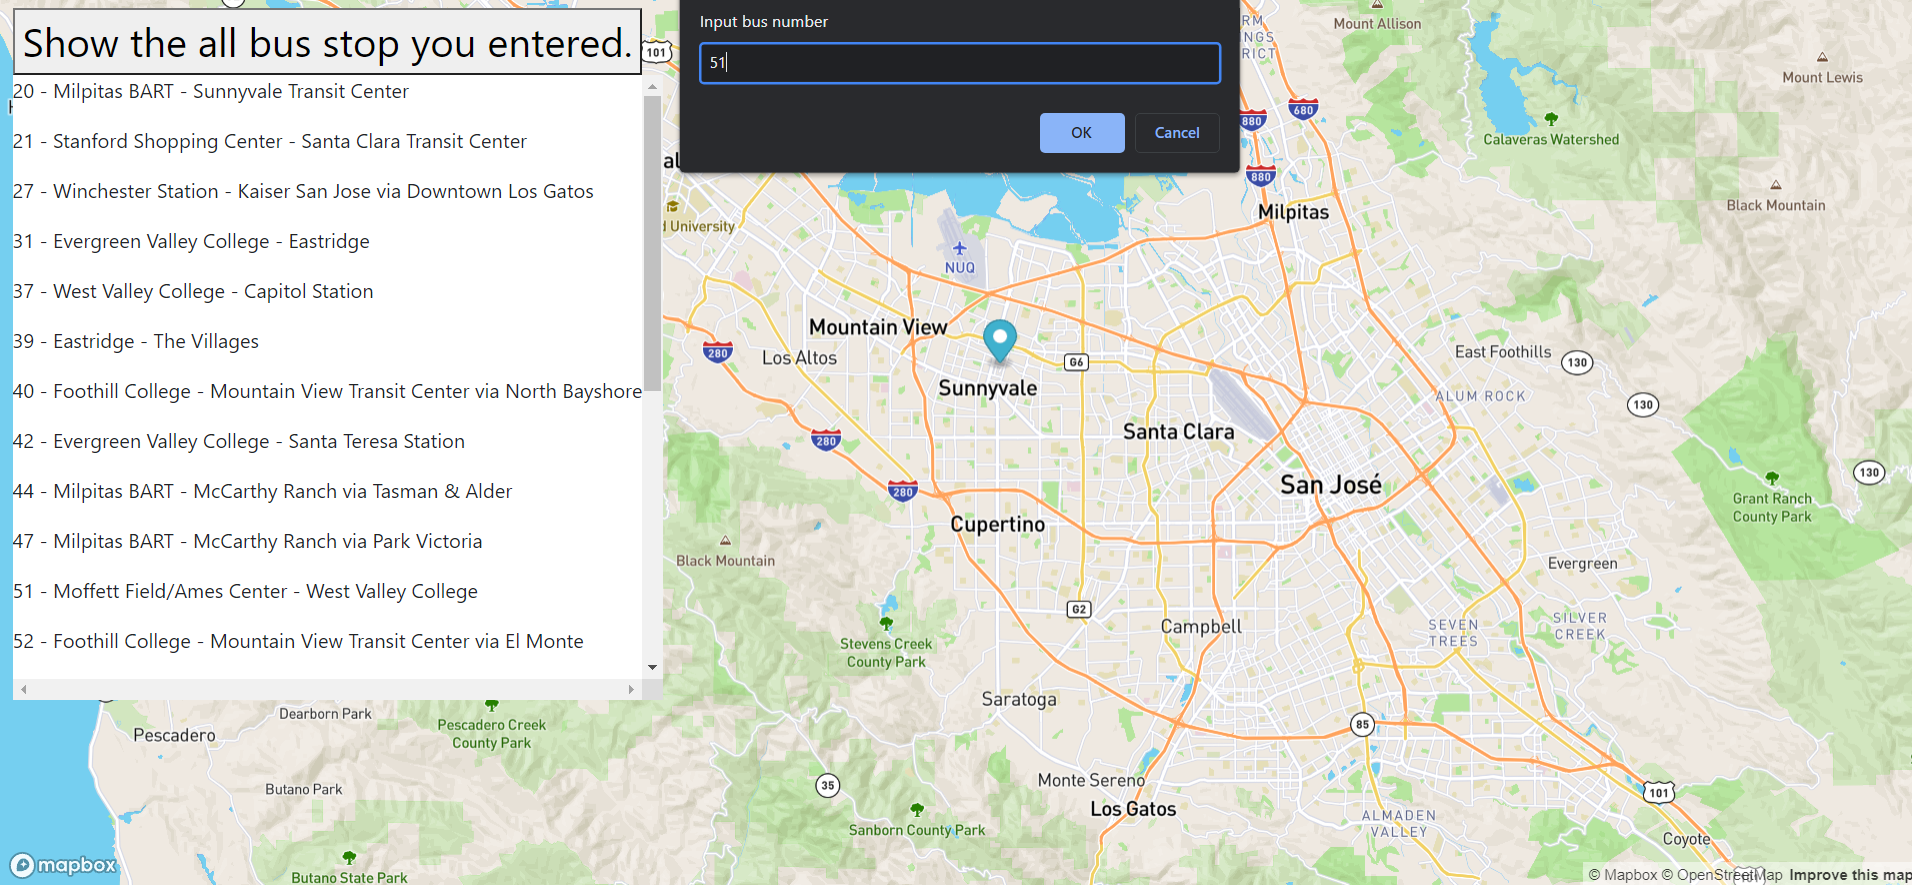 Show the all bus stop you entered.
20 - Milpitas BART - Sunnyvale Transit Center
21 - Stanford Shopping Center - Santa Clara Transit Center
27 - Winchester Station - Kaiser San Jose via Downtown Los Gatos
31 - Evergreen Valley College - Eastridge
37 - West Valley College - Capitol Station
39 - Eastridge - The Villages
40 - Foothill College - Mountain View Transit Center via North Bayshore
42 - Evergreen Valley College - Santa Teresa Station
44 - Milpitas BART - McCarthy Ranch via Tasman & Alder
47 - Milpitas BART - McCarthy Ranch via Park Victoria
51 - Moffett Field/Ames Center - West Valley College
52 - Foothill College - Mountain View Transit Center via El Monte
Input bus number
51
OK
Cancel
101
Mount Allison
Mount Lewis
680
880
Calaveras Watershed
880
Black Mountain
Milpitas
d University
NUQ
Mountain View
280
Los Altos
G6
East Foothills
130
Sunnyvale
ALUM ROCK
130
280
Santa Clara
130
280
San José
Grant Ranch
County Park
Cupertino
Black Mountain
Evergreen
G2
Campbell
SEVEN
TREES
SILVER
CREEK
Stevens Creek
County Park
Saratoga
85
Dearborn Park
Pescadero Creek
County Park
Pescadero
Butano Park
35
Monte Sereno
Los Gatos
101
Sanborn County Park
ALMADEN
VALLEY
Coyote
mapbox
Butano State Park
© Mapbox © OpenStreetMap Improve this map